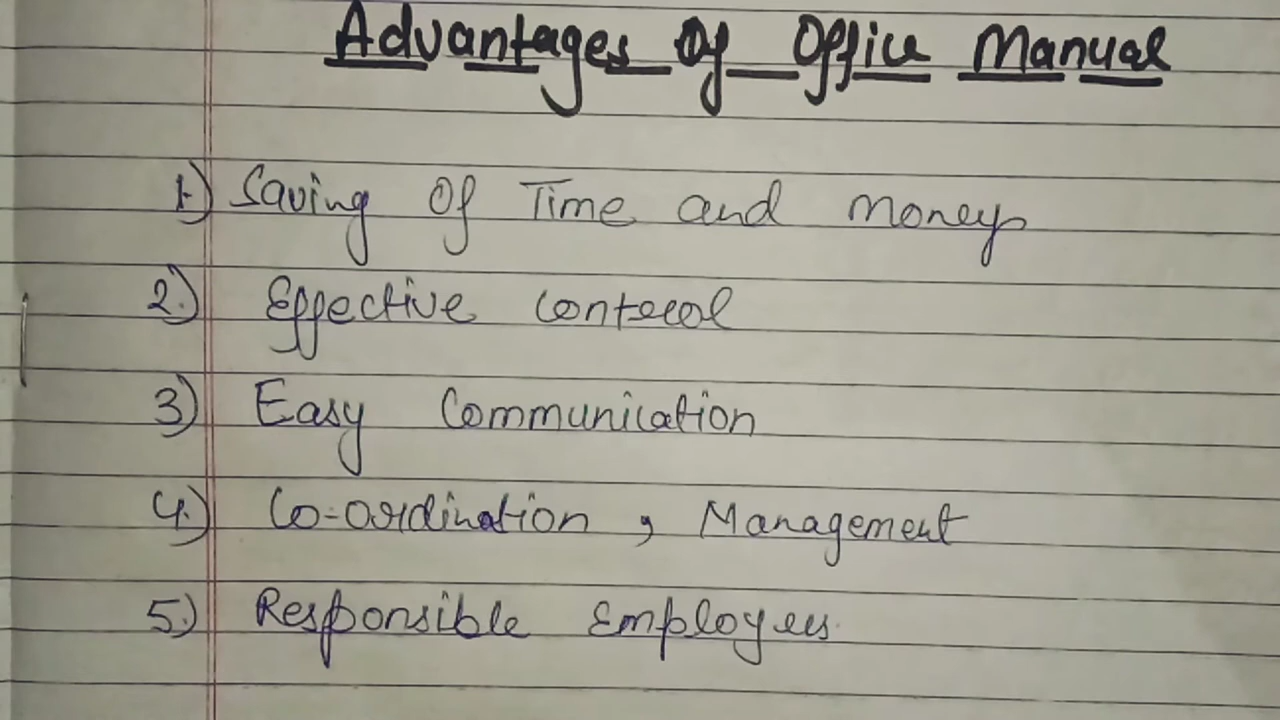 Advantages Of Office Manual
1.) Saving Of Time and money
2.) Effective Control
3.) Easy Communication
4.) Co-ordination , Management
5.) Responsible Employees.